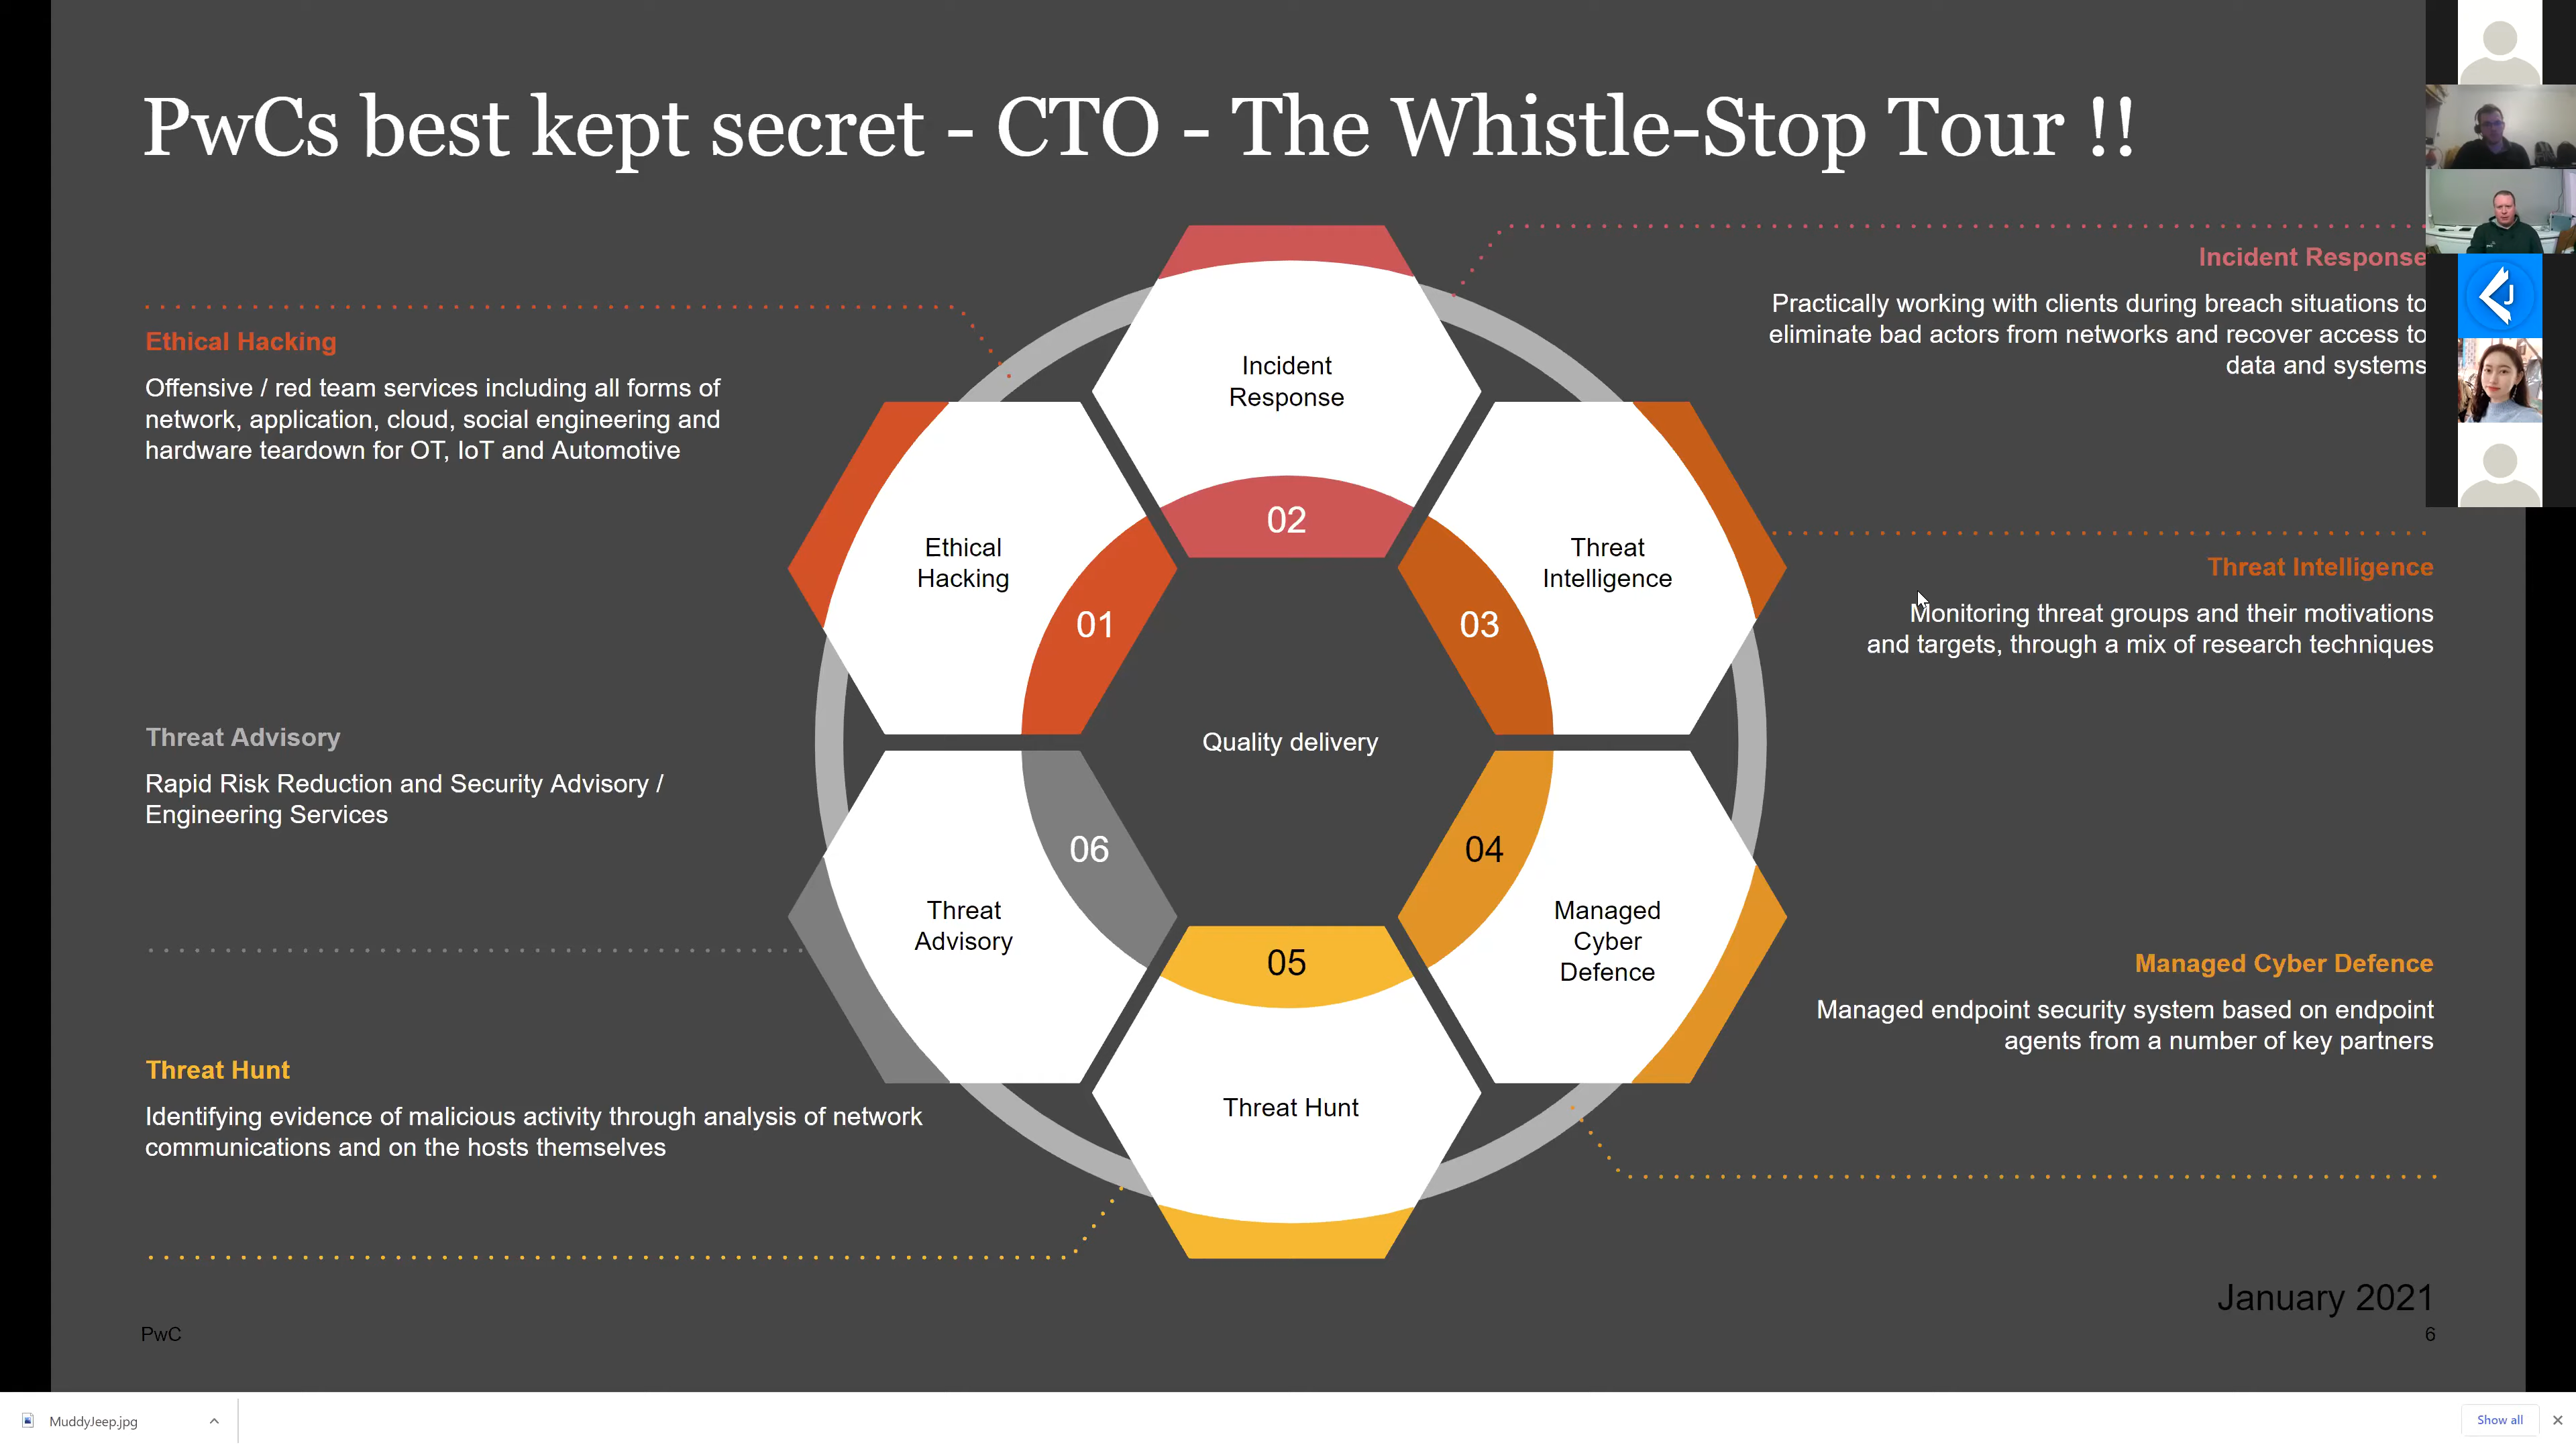 PwCs best kept secret - CTO - The Whistle-Stop Tour !!
Ethical Hacking
Offensive / red team services including all forms of
network, application, cloud, social engineering and
hardware teardown for OT, IoT and Automotive
Threat Advisory
Rapid Risk Reduction and Security Advisory /
Engineering Services
Threat Hunt
Identifying evidence of malicious activity through analysis of network
communications and on the hosts themselves
Incident
Response
02
Ethical
Hacking
01
Threat
Intelligence
03
Quality delivery
Threat
Advisory
06
Managed
Cyber
Defence
04
05
Threat Hunt
Incident Response
Practically working with clients during breach situations to
eliminate bad actors from networks and recover access to
data and systems
Threat Intelligence
Monitoring threat groups and their motivations
and targets, through a mix of research techniques
Managed Cyber Defence
Managed endpoint security system based on endpoint
agents from a number of key partners
J
January 2021
PwC
6
MuddyJeep.jpg
Show all